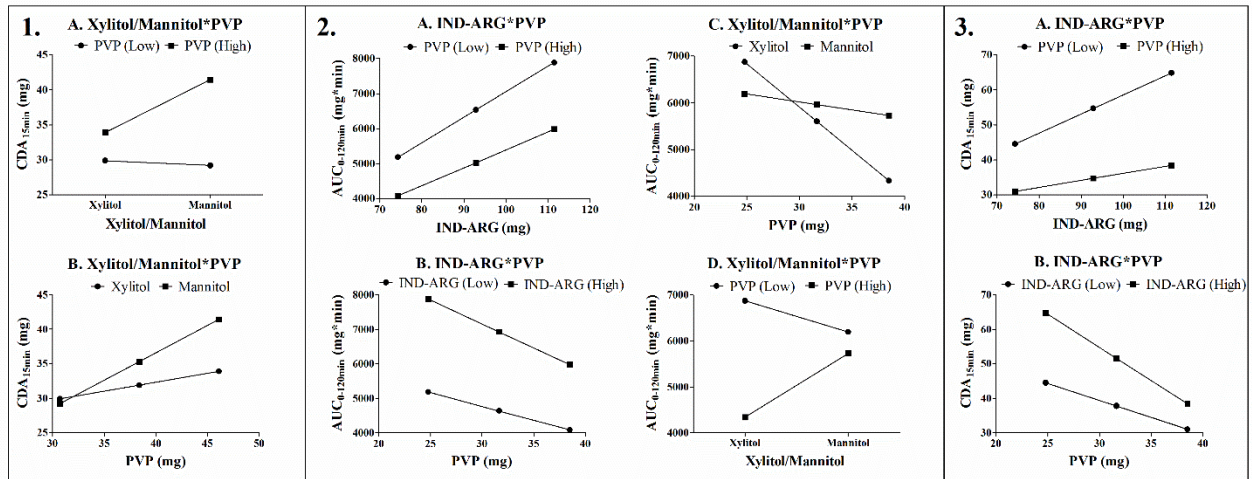 1.
A. Xylitol/Mannitol*PVP
PVP (Low) PVP (High)
CDA15min (mg)
45
40
35
30
25
Xylitol Mannitol
Xylitol/Mannitol
B. Xylitol/Mannitol*PVP
Xylitol Mannitol
CDA15min (mg)
45
40
35
30
25
30 35 40 45 50
PVP (mg)
2.
A. IND-ARG*PVP
PVP (Low) PVP (High)
AUC0-120min (mg*min)
8000
7000
6000
5000
4000
70 80 90 100 110 120
IND-ARG (mg)
B. IND-ARG*PVP
IND-ARG (Low) IND-ARG (High)
AUC0-120min (mg*min)
8000
7000
6000
5000
4000
20 25 30 35 40
PVP (mg)
C. Xylitol/Mannitol*PVP
Xylitol Mannitol
AUC0-120min (mg*min)
7000
6000
5000
4000
20 25 30 35 40
PVP (mg)
D. Xylitol/Mannitol*PVP
PVP (Low) PVP (High)
AUC0-120min (mg*min)
7000
6000
5000
4000
Xylitol Mannitol
Xylitol/Mannitol
3.
A. IND-ARG*PVP
PVP (Low) PVP (High)
CDA15min (mg)
70
60
50
40
30
70 80 90 100 110 120
IND-ARG (mg)
B. IND-ARG*PVP
IND-ARG (Low) IND-ARG (High)
CDA15min (mg)
70
60
50
40
30
20 25 30 35 40
PVP (mg)